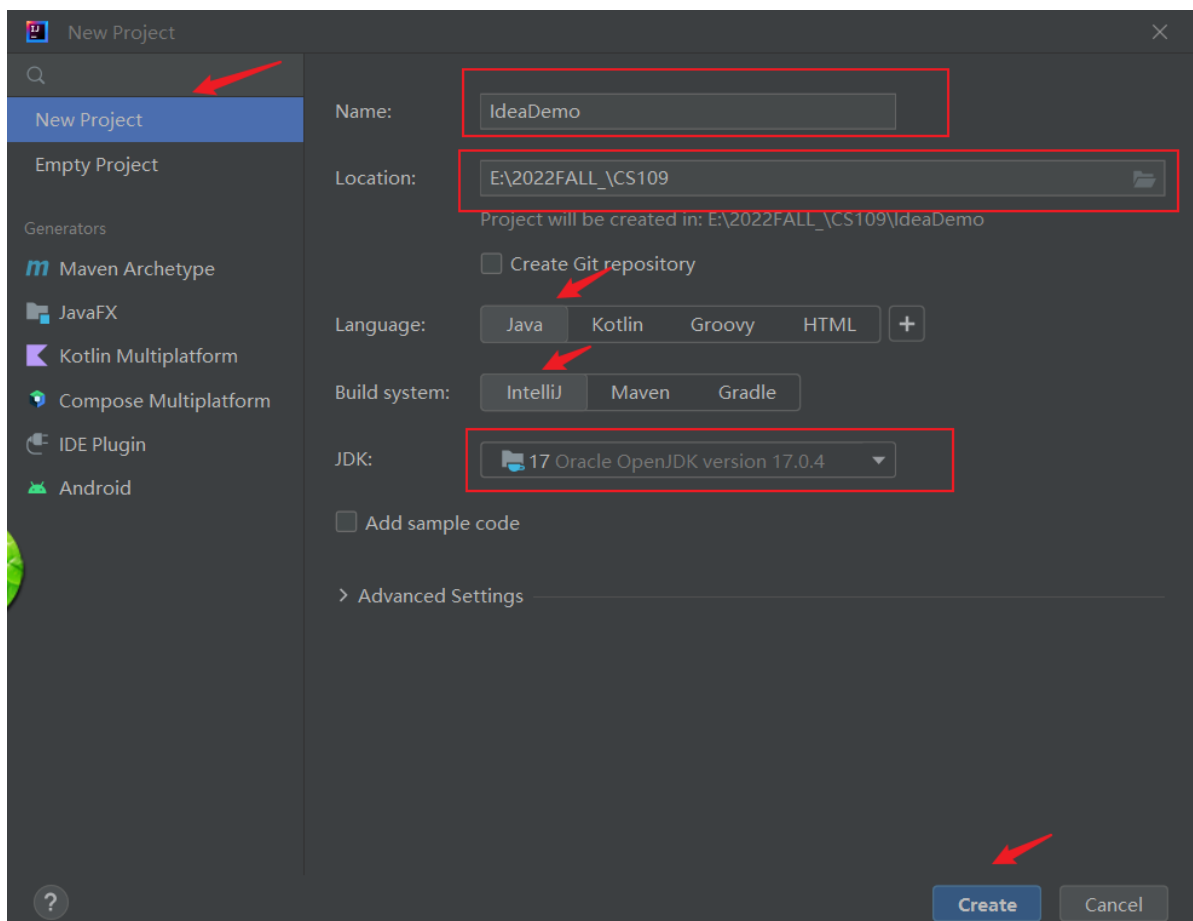 New Project
New Project
Empty Project
Generators
Maven Archetype
JavaFX
Kotlin Multiplatform
Compose Multiplatform
IDE Plugin
Android
Name: IdeaDemo
Location: E:\2022FALL_\CS109
Project will be created in: E:\2022FALL_\CS109\IdeaDemo
Create Git repository
Language: Java Kotlin Groovy HTML +
Build system: IntelliJ Maven Gradle
JDK: 17 Oracle OpenJDK version 17.0.4
Add sample code
Advanced Settings
? Create Cancel